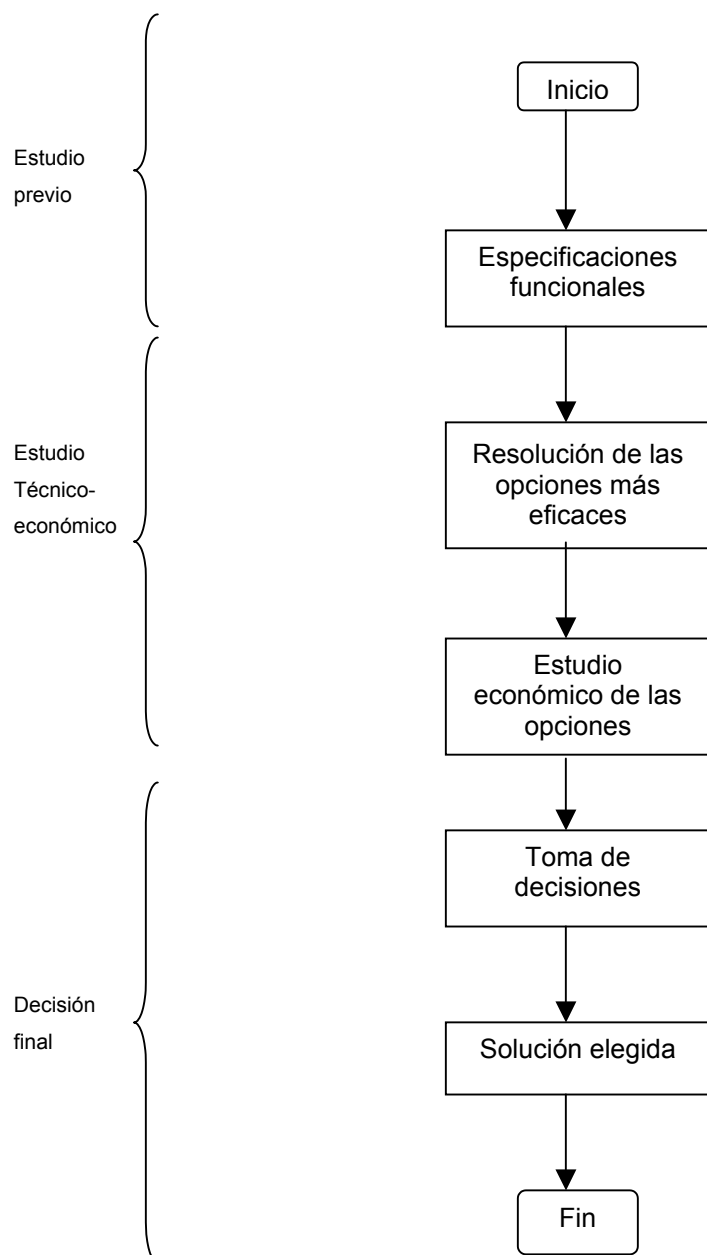 Inicio
Estudio
previo
Especificaciones
funcionales
Estudio
Técnico-
económico
Resolución de las
opciones más
eficaces
Estudio
económico de las
opciones
Toma de
decisiones
Decisión
final
Solución elegida
Fin